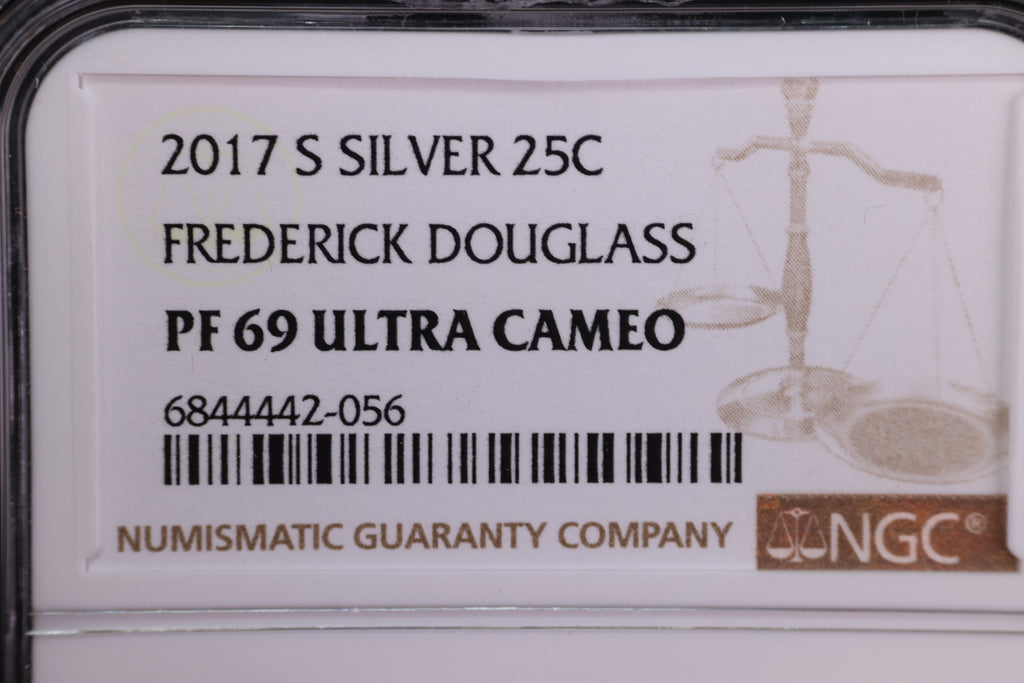 2017 S SILVER 25C
FREDERICK DOUGLASS
PF 69 ULTRA CAMEO
6844442-056
NUMISMATIC GUARANTY COMPANY
NGC®